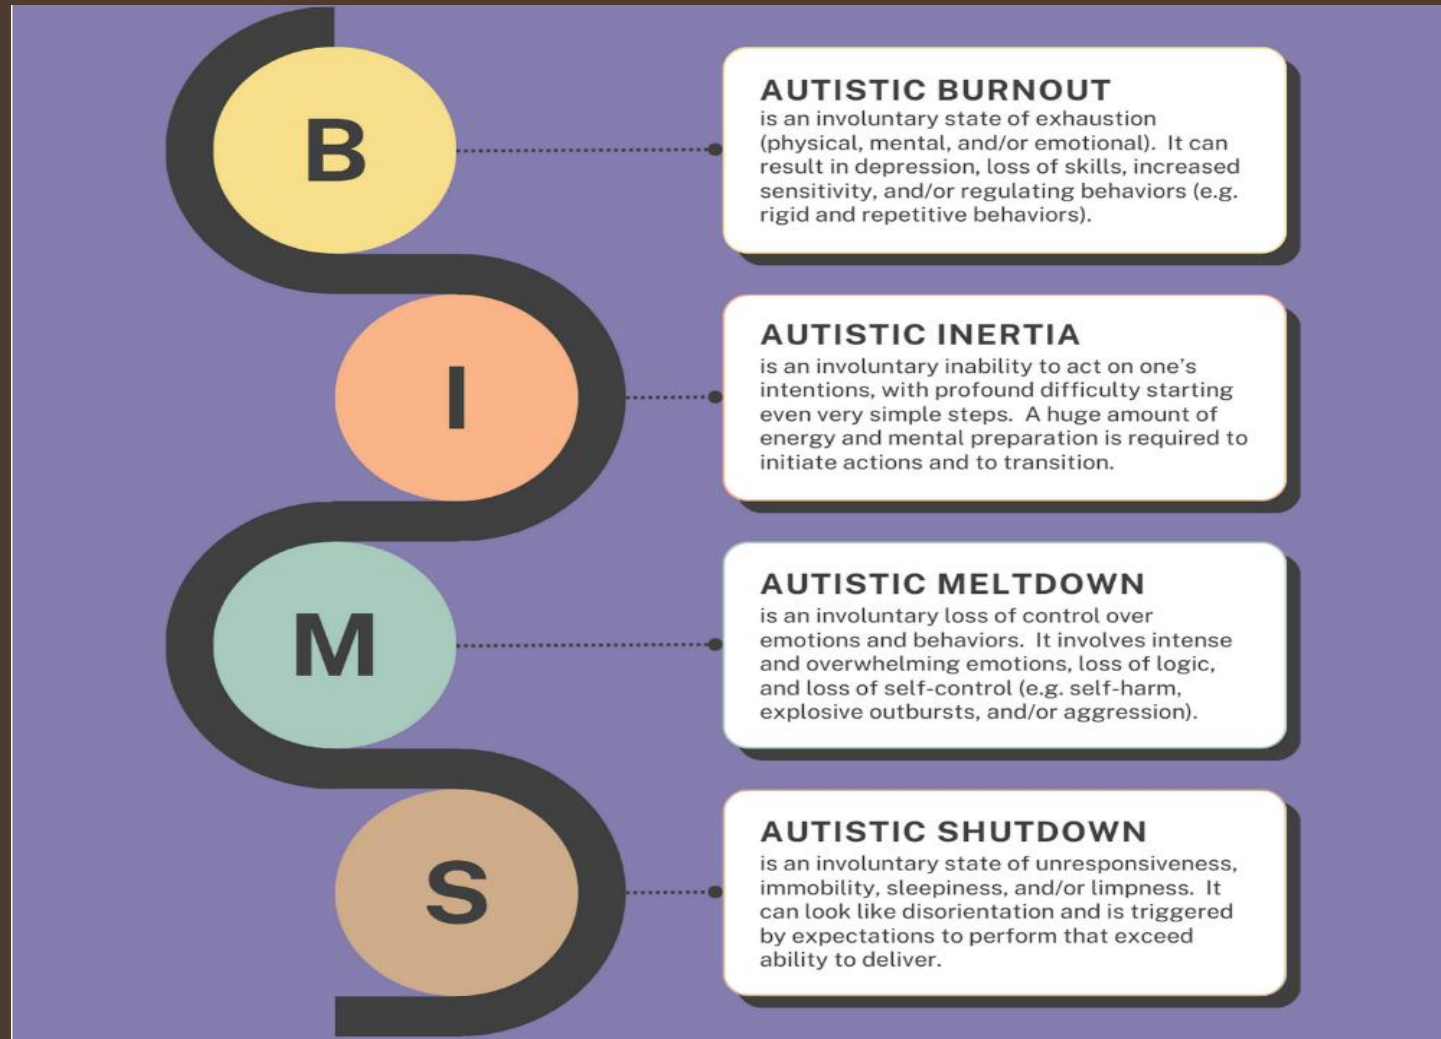 B
AUTISTIC BURNOUT
is an involuntary state of exhaustion
(physical, mental, and/or emotional).  It can
result in depression, loss of skills, increased
sensitivity, and/or regulating behaviors (e.g.
rigid and repetitive behaviors).
I
AUTISTIC INERTIA
is an involuntary inability to act on one's
intentions, with profound difficulty starting
even very simple steps.  A huge amount of
energy and mental preparation is required to
initiate actions and to transition.
M
AUTISTIC MELTDOWN
is an involuntary loss of control over
emotions and behaviors.  It involves intense
and overwhelming emotions, loss of logic,
and loss of self-control (e.g. self-harm,
explosive outbursts, and/or aggression).
S
AUTISTIC SHUTDOWN
is an involuntary state of unresponsiveness,
immobility, sleepiness, and/or limpness.  It
can look like disorientation and is triggered
by expectations to perform that exceed
ability to deliver.